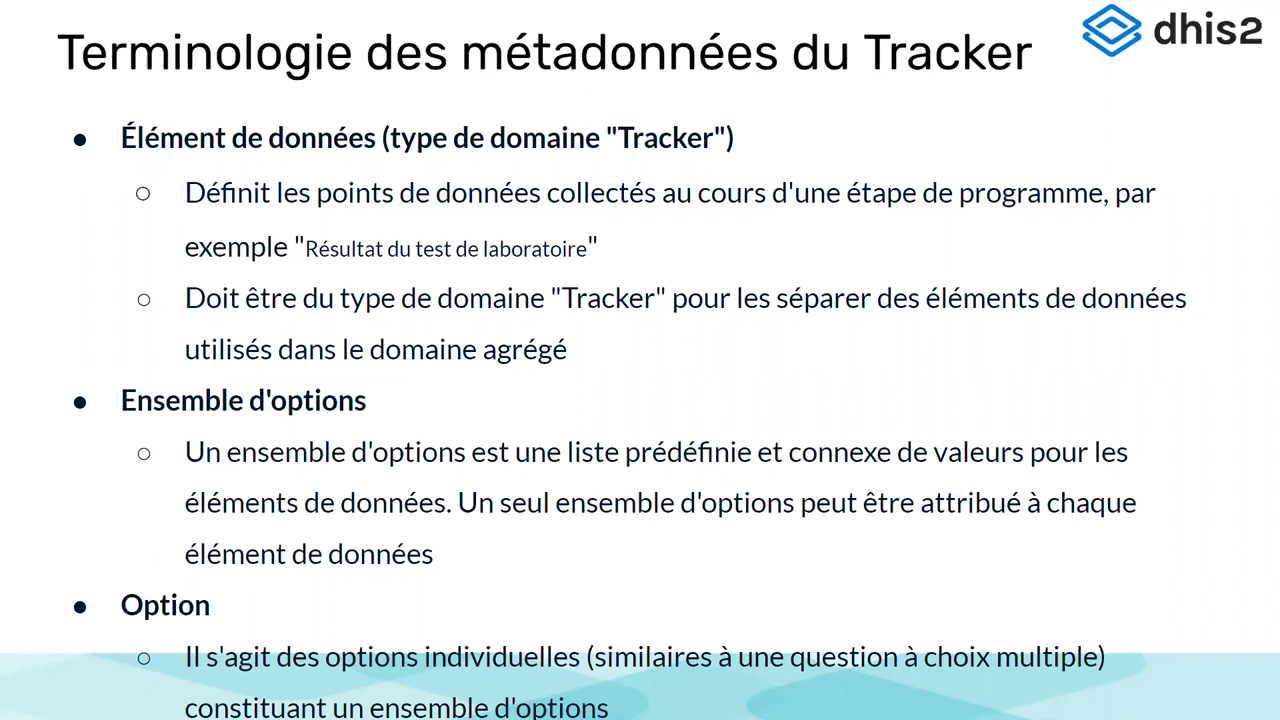 Terminologie des métadonnées du Tracker
dhis2
● Élément de données (type de domaine "Tracker")
○ Définit les points de données collectés au cours d'une étape de programme, par
exemple "Résultat du test de laboratoire"
○ Doit être du type de domaine "Tracker" pour les séparer des éléments de données
utilisés dans le domaine agrégé
● Ensemble d'options
○ Un ensemble d'options est une liste prédéfinie et connexe de valeurs pour les
éléments de données. Un seul ensemble d'options peut être attribué à chaque
élément de données
● Option
○ Il s'agit des options individuelles (similaires à une question à choix multiple)
constituant un ensemble d'options